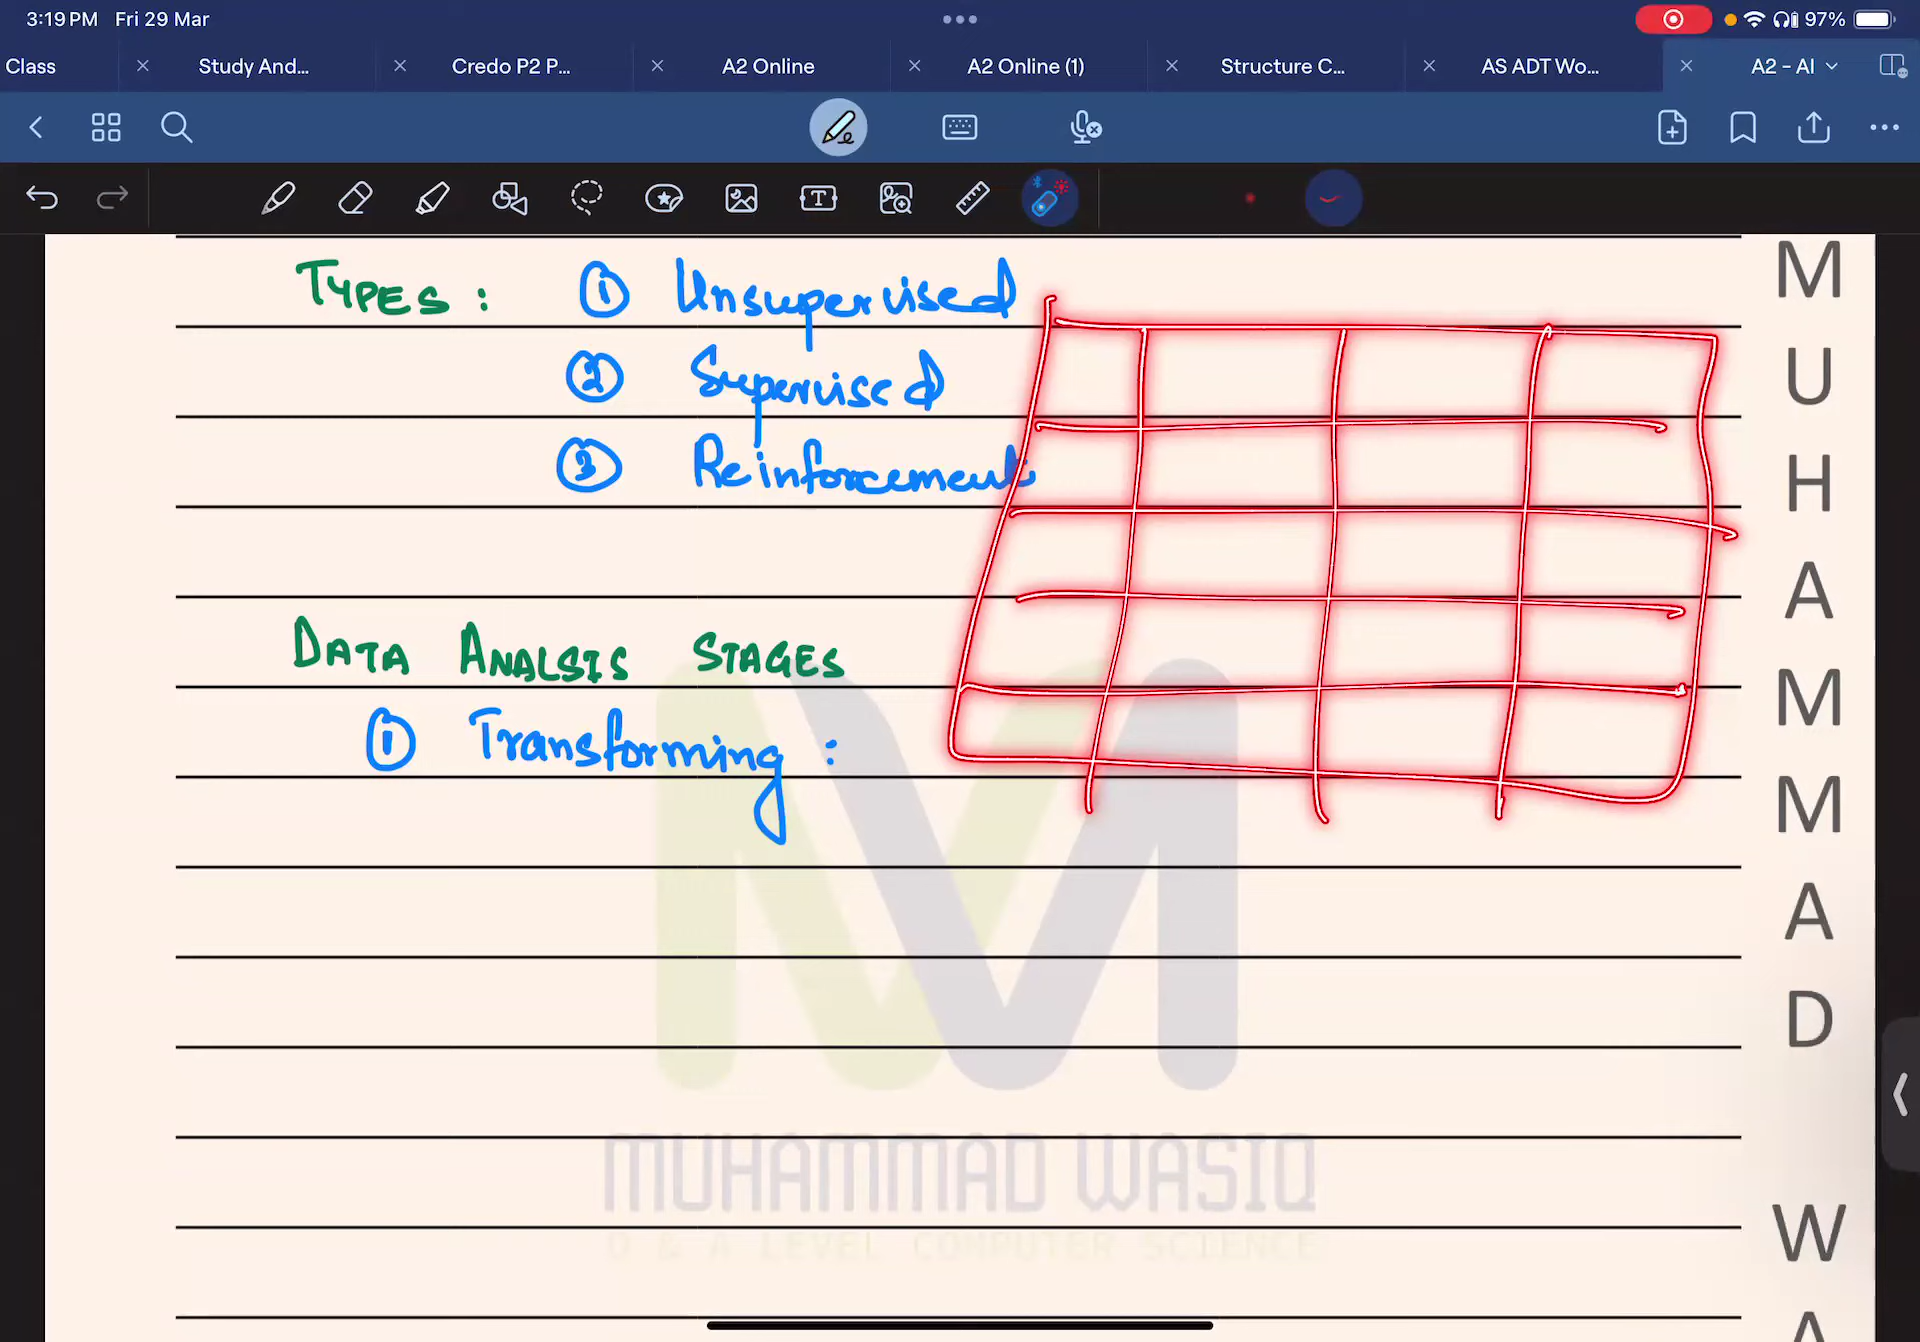 3:19 PM Fri 29 Mar 97%
Class Study And... Credo P2 P... A2 Online A2 Online (1) Structure C... AS ADT Wo... A2 - AI
TYPES : ① Unsupervised
② Supervised
③ Reinforcement
DATA ANALSIS STAGES
① Transforming :
MUHAMMAD WASIQ
O & A LEVEL COMPUTER SCIENCE
M
U
H
A
M
M
A
D
W
A